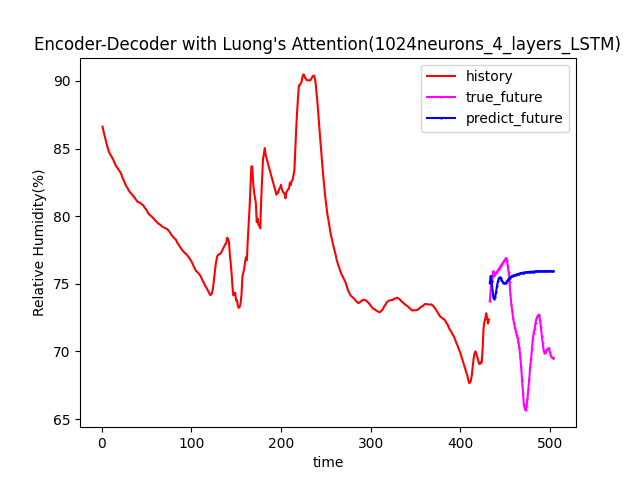 Encoder-Decoder with Luong's Attention(1024neurons_4_layers_LSTM)
history
true_future
predict_future
Relative Humidity(%)
90
85
80
75
70
65
0 100 200 300 400 500
time